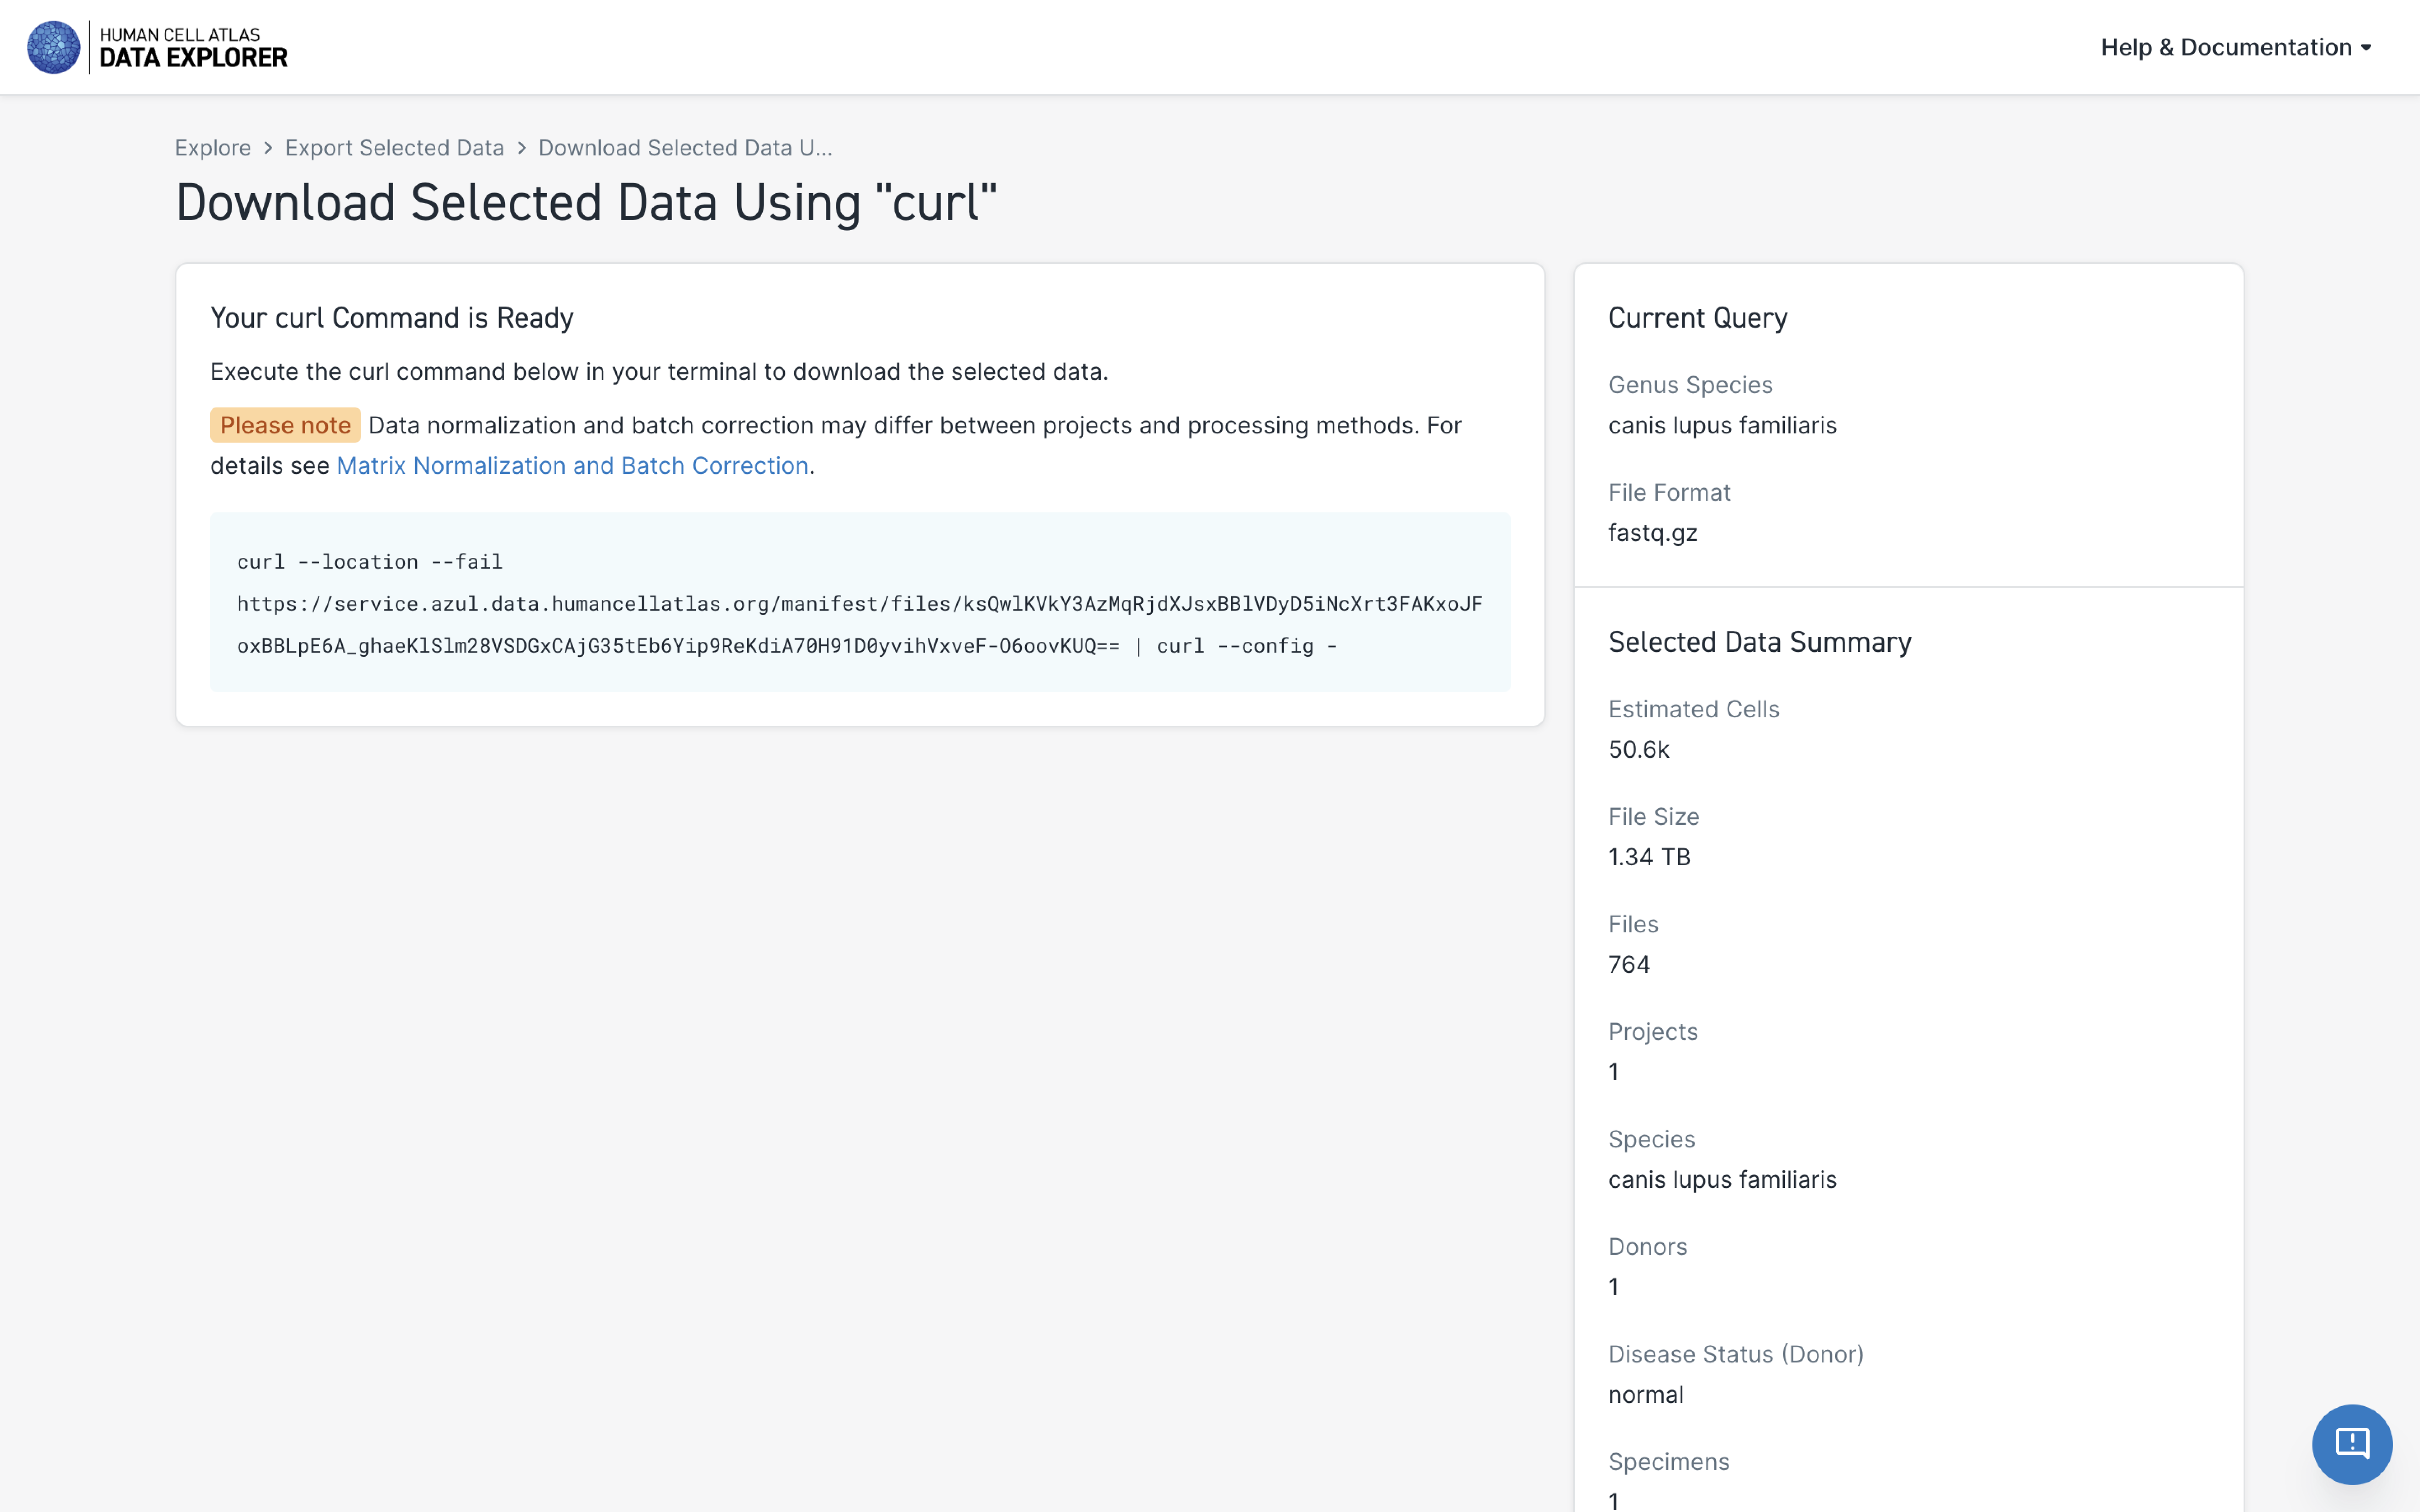 HUMAN CELL ATLAS
DATA EXPLORER
Help & Documentation
Explore > Export Selected Data > Download Selected Data U...
Download Selected Data Using "curl"
Your curl Command is Ready
Execute the curl command below in your terminal to download the selected data.
Please note Data normalization and batch correction may differ between projects and processing methods. For
details see Matrix Normalization and Batch Correction.
curl --location --fail
https://service.azul.data.humancellatlas.org/manifest/files/ksQwlKVkY3AzMqRjdXJsxBBlVDyD5iNcXrt3FAKxoJF
oxBBLpE6A_ghaeKlSlm28VSDGxCAjG35tEb6Yip9ReKdiA70H91D0yvihVxveF-O6oovKUQ== | curl --config -
Current Query
Genus Species
canis lupus familiaris
File Format
fastq.gz
Selected Data Summary
Estimated Cells
50.6k
File Size
1.34 TB
Files
764
Projects
1
Species
canis lupus familiaris
Donors
1
Disease Status (Donor)
normal
Specimens
1